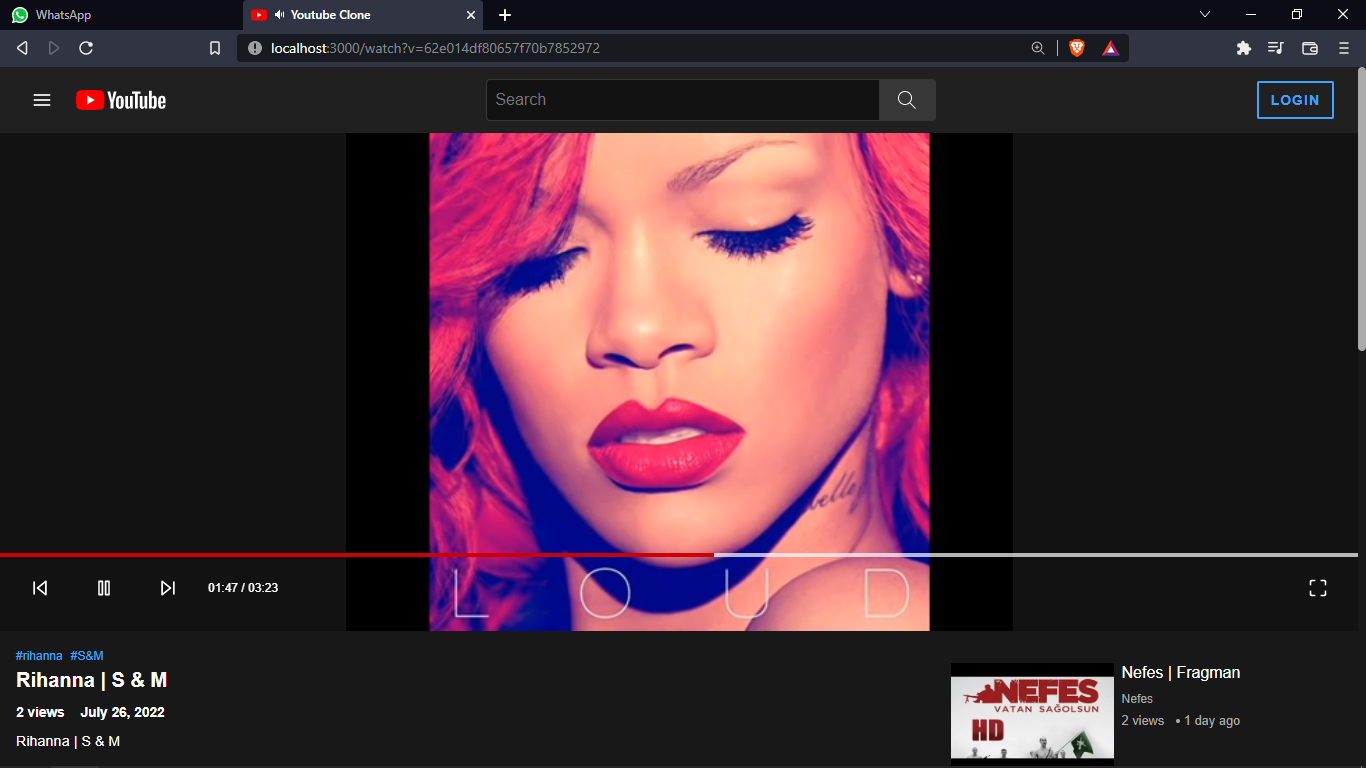 WhatsApp
Youtube Clone
localhost:3000/watch?v=62e014df80657f70b7852972
YouTube
Search
LOGIN
L O U D
01:47 / 03:23
#rihanna #S&M
Rihanna | S & M
2 views July 26, 2022
Rihanna | S & M
NEFES
VATAN SAĞOLSUN
HD
Nefes | Fragman
Nefes
2 views • 1 day ago